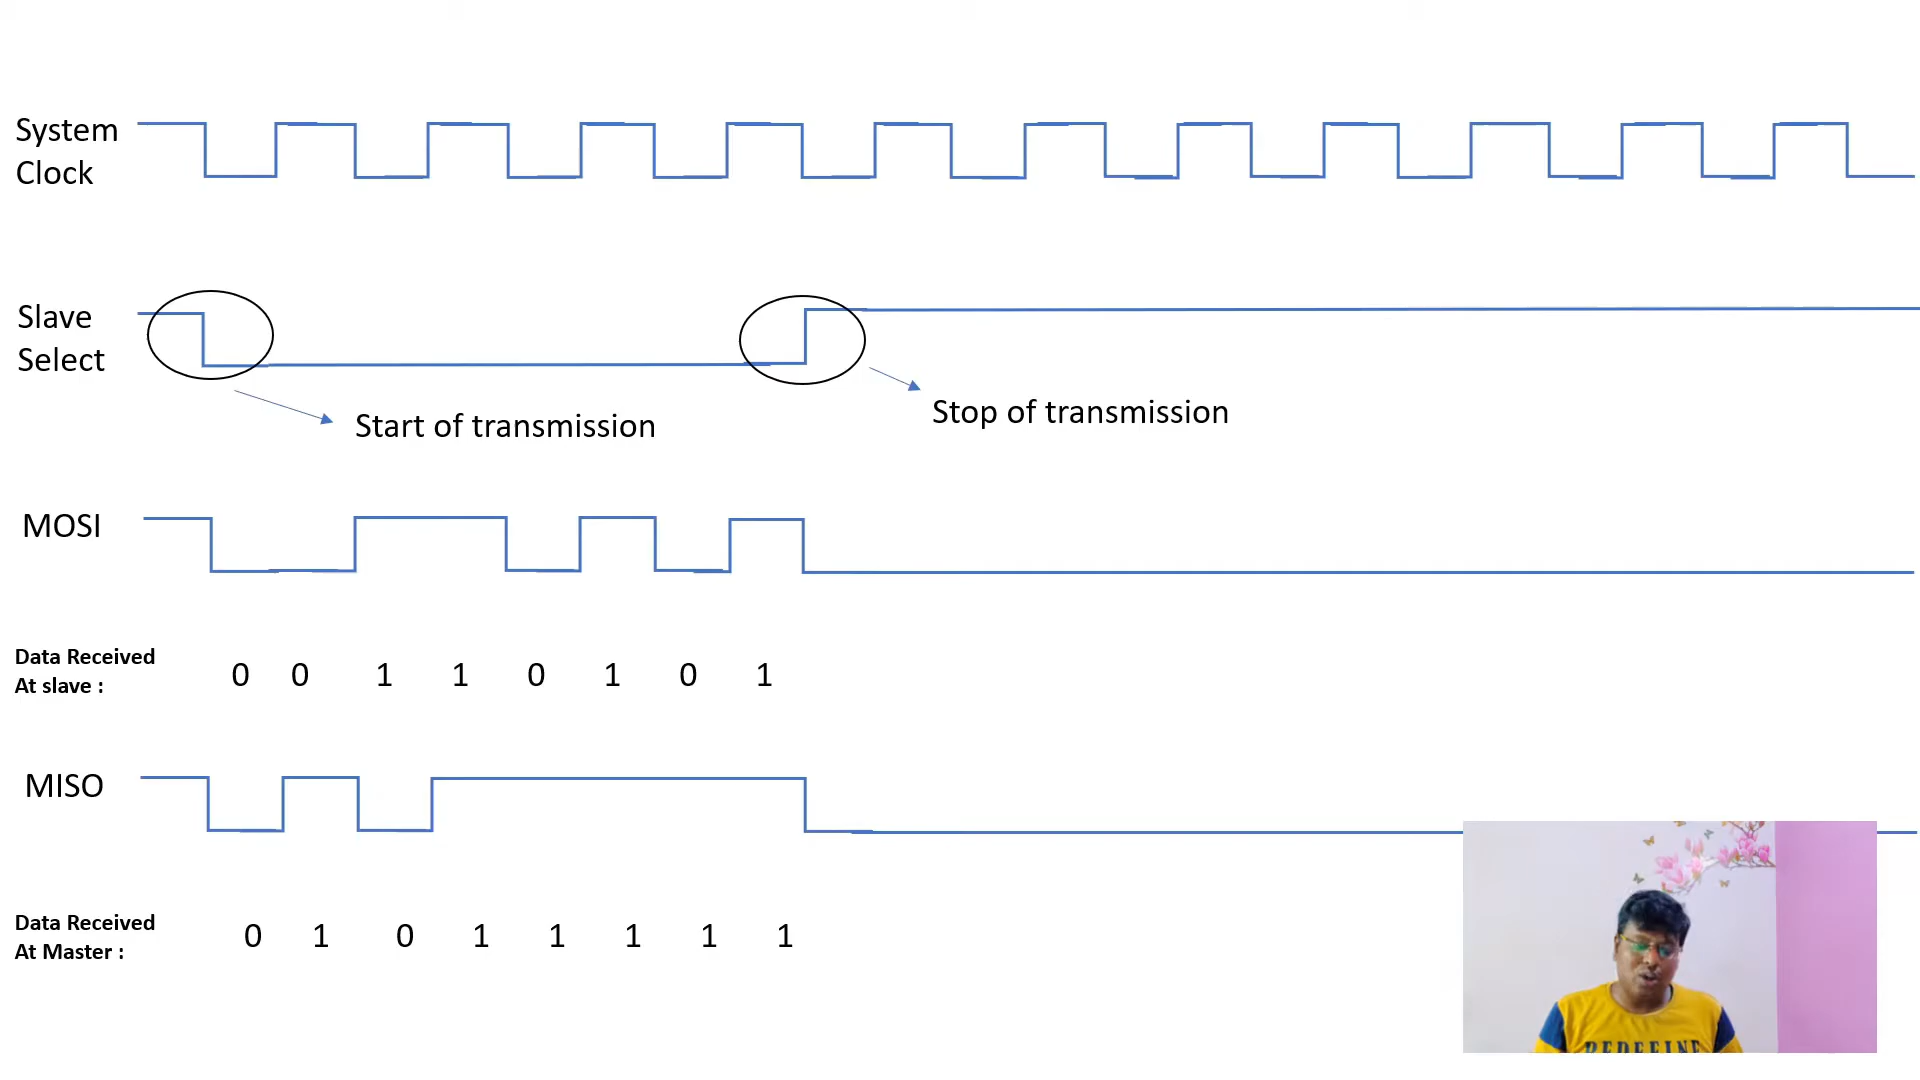 System
Clock
Slave
Select
Start of transmission
Stop of transmission
MOSI
Data Received
At slave :
0 0 1 1 0 1 0 1
MISO
Data Received
At Master :
0 1 0 1 1 1 1 1
REDEFINE